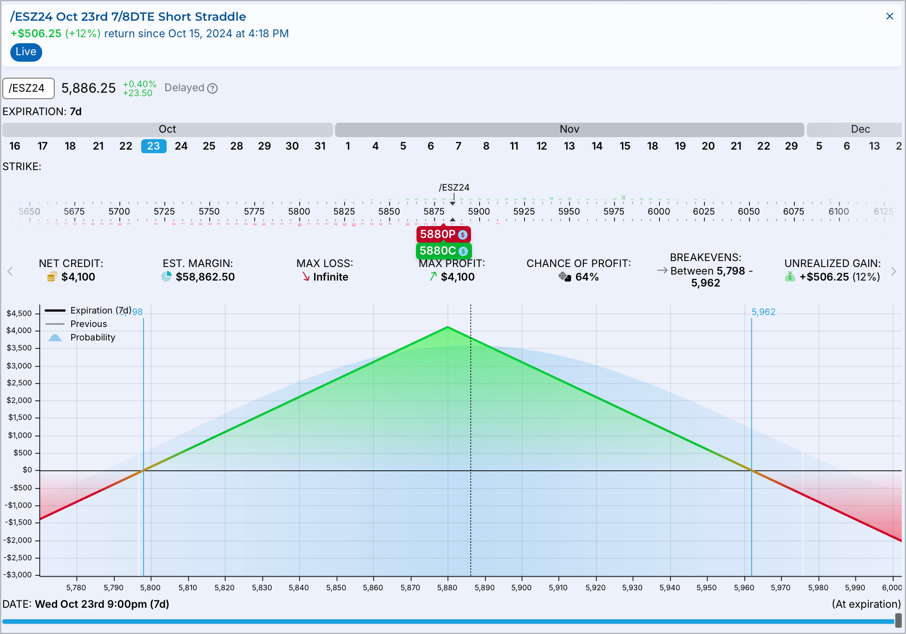 /ESZ24 Oct 23rd 7/8DTE Short Straddle
+$506.25 (+12%) return since Oct 15, 2024 at 4:18 PM
Live
/ESZ24 5,886.25 +0.40% +23.50 Delayed ?
EXPIRATION: 7d
Oct Nov Dec
16 17 18 21 22 23 24 25 28 29 30 31 1 4 5 6 7 8 11 12 13 14 15 18 19 20 21 22 29 5 6 13 2
STRIKE:
/ESZ24
5650 5675 5700 5725 5750 5775 5800 5825 5850 5875 5900 5925 5950 5975 6000 6025 6050 6075 6100 6125
5880P
5880C
NET CREDIT:
$4,100
EST. MARGIN:
$58,862.50
MAX LOSS:
Infinite
MAX PROFIT:
$4,100
CHANCE OF PROFIT:
64%
BREAKEVENS:
Between 5,798 -
5,962
UNREALIZED GAIN:
+$506.25 (12%)
Expiration (7d)
Previous
Probability
5,962
$4,500
$4,000
$3,500
$3,000
$2,500
$2,000
$1,500
$1,000
$500
$0
-$500
-$1,000
-$1,500
-$2,000
-$2,500
-$3,000
5,780 5,790 5,800 5,810 5,820 5,830 5,840 5,850 5,860 5,870 5,880 5,890 5,900 5,910 5,920 5,930 5,940 5,950 5,960 5,970 5,980 5,990 6,000
DATE: Wed Oct 23rd 9:00pm (7d) (At expiration)